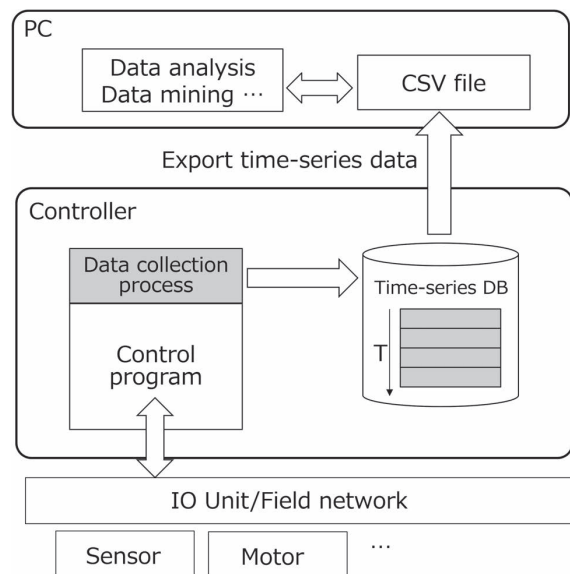 PC
Data analysis
Data mining ⋯
CSV file
Export time-series data
Controller
Data collection
process
Control
program
Time-series DB
T
IO Unit/Field network
Sensor
Motor
⋯